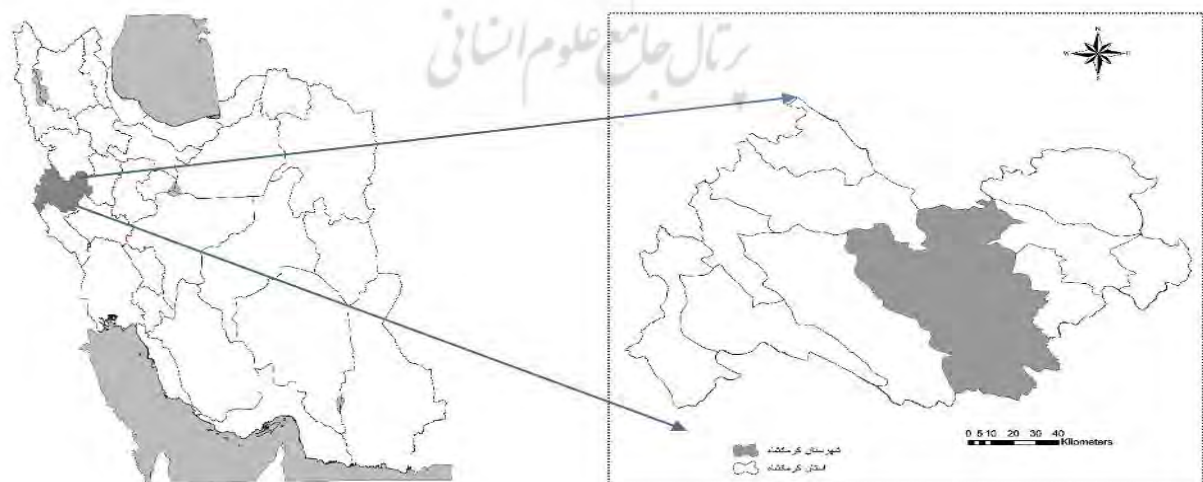 پرتال جامع علوم انسانی
N
W E
S
0 5 10 20 30 40
Kilometers
شهرستان کرمانشاه
استان کرمانشاه